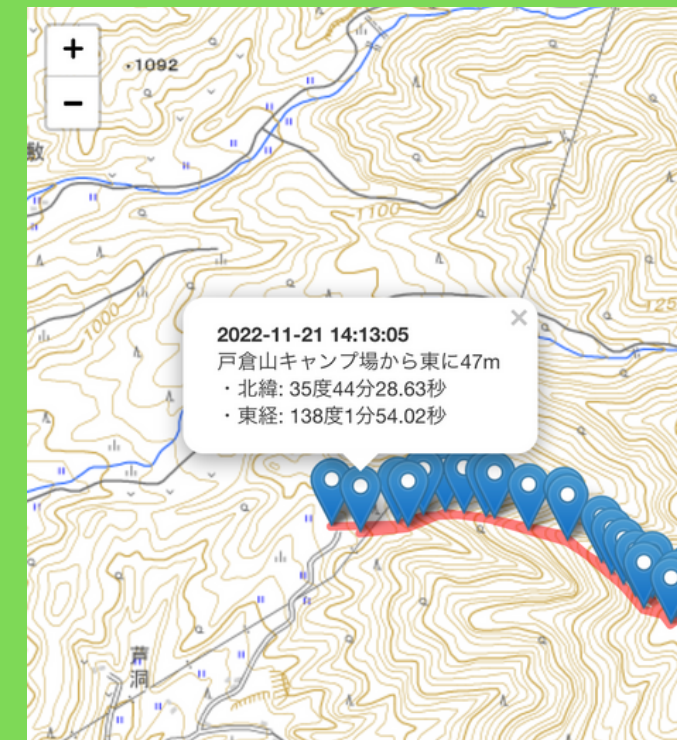 +
−
・1092
敷
1100
1000
125
2022-11-21 14:13:05
×
戸倉山キャンプ場から東に47m
・北緯: 35度44分28.63秒
・東経: 138度1分54.02秒
芦洞